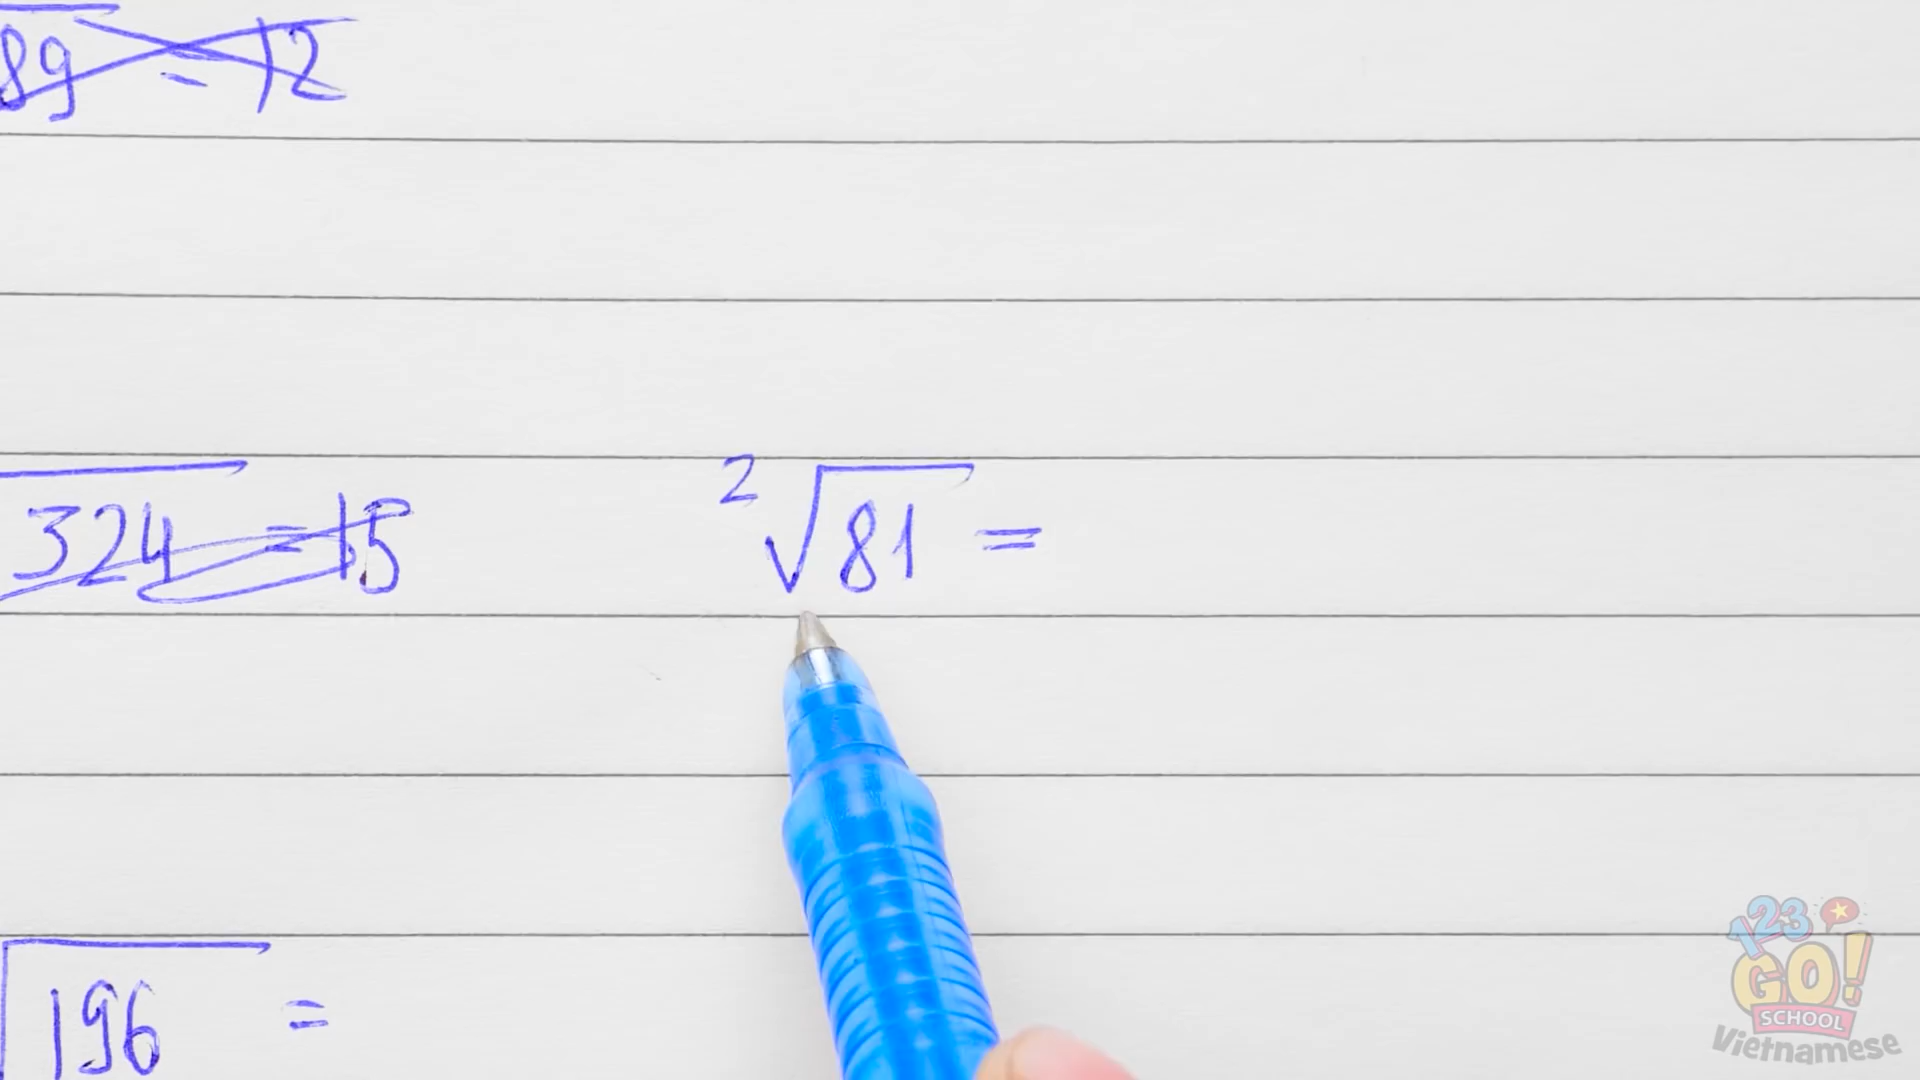 89 = 12
324 = 15
²√81 =
√196 =
123 GO!
SCHOOL
Vietnamese